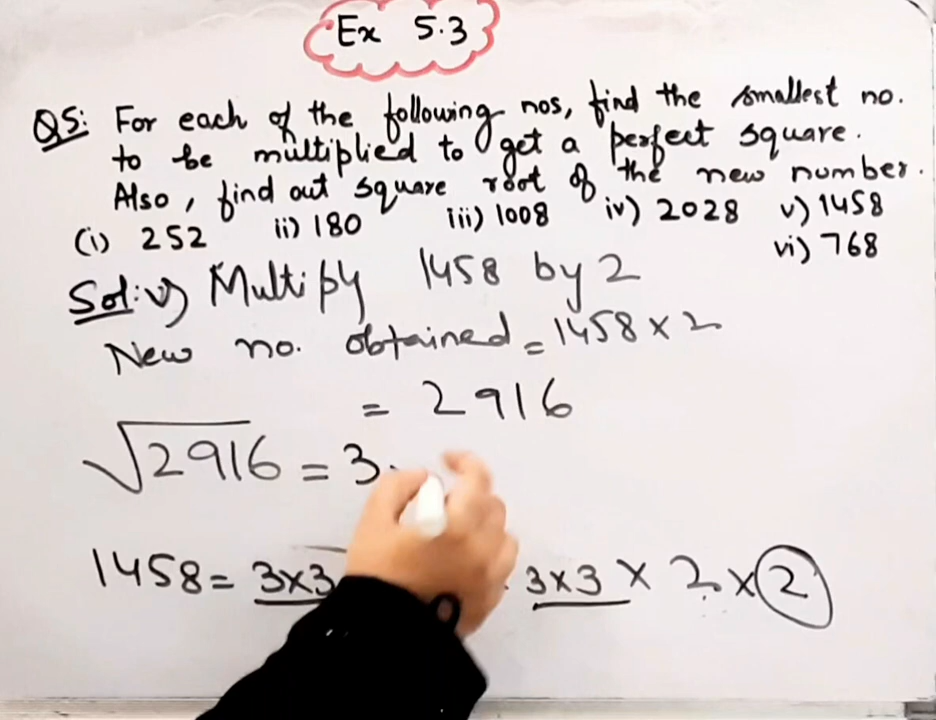 Ex 5.3
Q5: For each of the following nos, find the smallest no.
to be multiplied to get a perfect square.
Also, find out square root of the new number.
(i) 252 ii) 180 iii) 1008 iv) 2028 v) 1458
vi) 768
Sol: v) Multiply 1458 by 2
New no. obtained = 1458 × 2
= 2916
√2916 = 3
1458 = 3×3 3×3 × 2 × 2